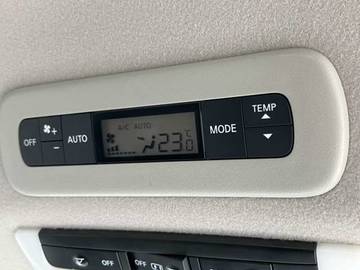 OFF
+
-
AUTO
A/C AUTO
23.0
°C
MODE
TEMP
OFF
OFF